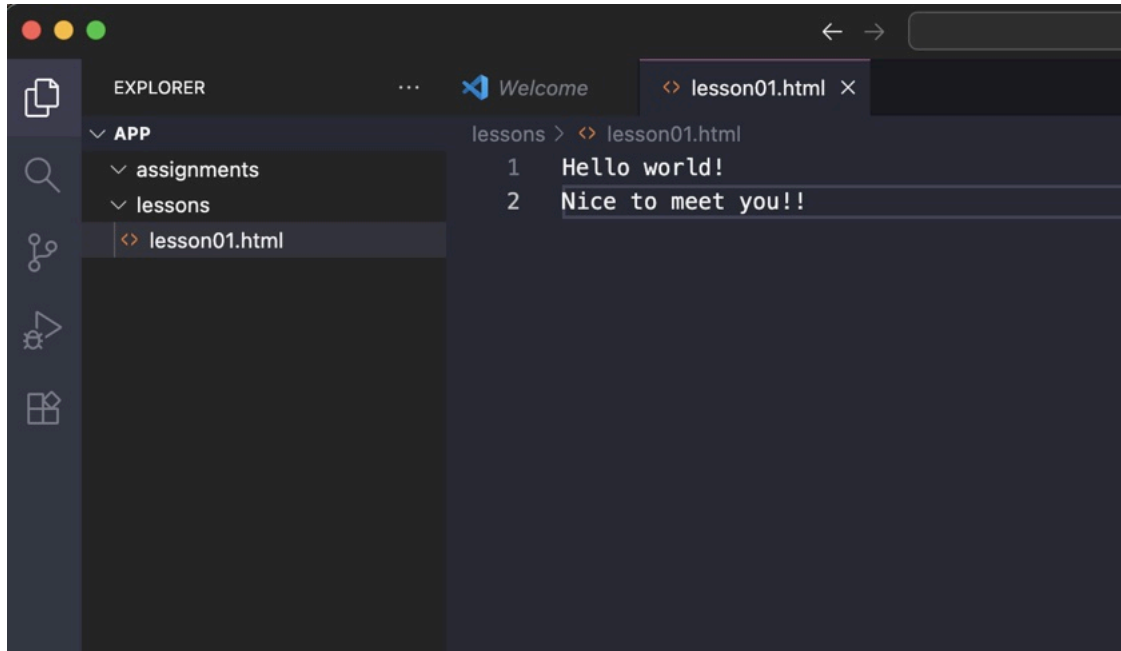 EXPLORER
APP
assignments
lessons
lesson01.html
Welcome
lesson01.html
lessons > lesson01.html
1 Hello world!
2 Nice to meet you!!